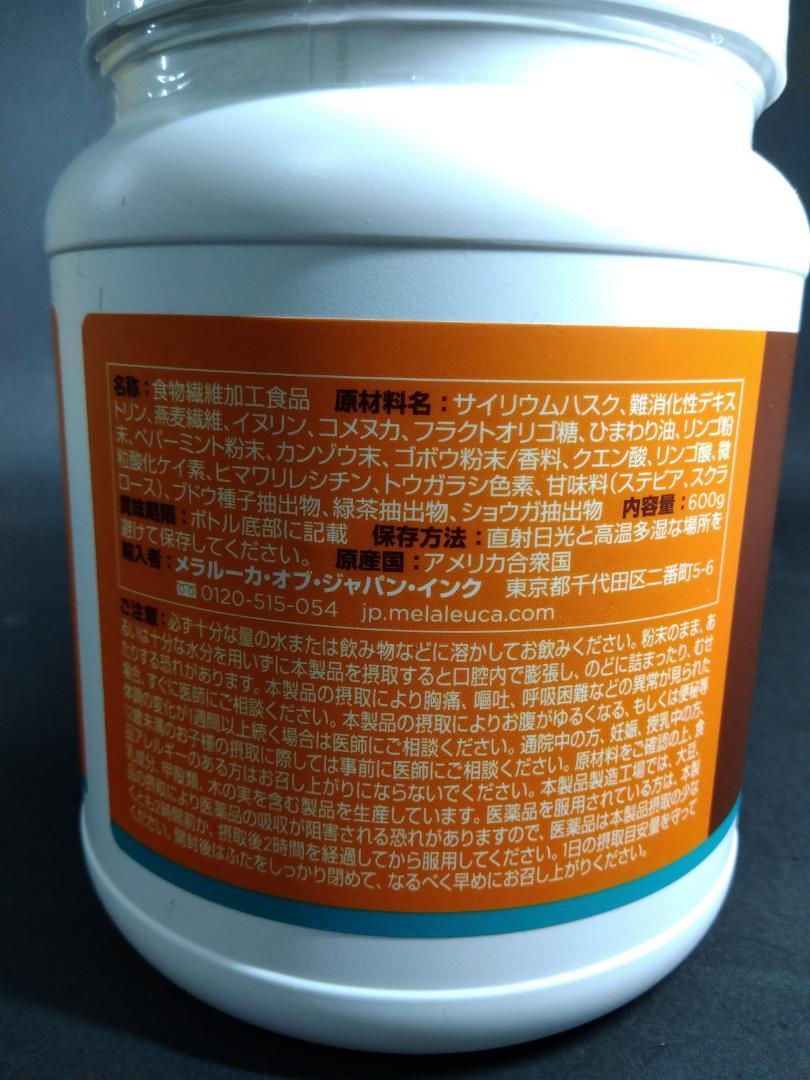 名称：食物繊維加工食品　原材料名：サイリウムハスク、難消化性デキス
トリン、燕麦繊維、イヌリン、コメヌカ、フラクトオリゴ糖、ひまわり油、リンゴ粉
末、ペパーミント粉末、カンゾウ末、ゴボウ粉末/香料、クエン酸、リンゴ酸、微
粒酸化ケイ素、ヒマワリレシチン、トウガラシ色素、甘味料（ステビア、スクラ
ロース）、ブドウ種子抽出物、緑茶抽出物、ショウガ抽出物　内容量：600g
賞味期限：ボトル底部に記載　保存方法：直射日光と高温多湿な場所を
避けて保存してください。　原産国：アメリカ合衆国
輸入者：メラルーカ・オブ・ジャパン・インク　東京都千代田区二番町5-6
0120-515-054　jp.melaleuca.com
ご注意：必ず十分な量の水または飲み物などに溶かしてお飲みください。粉末のまま、あ
るいは十分な水分を用いずに本製品を摂取すると口腔内で膨張し、のどに詰まったり、むせ
たりする恐れがあります。本製品の摂取により胸痛、嘔吐、呼吸困難などの異常が見られた
場合、すぐに医師にご相談ください。本製品の摂取によりお腹がゆるくなる、もしくは便秘等
体調の変化が1週間以上続く場合は医師にご相談ください。通院中の方、妊娠、授乳中の方、
歳未満のお子様の摂取に際しては事前に医師にご相談ください。原材料をご確認の上、食
品アレルギーのある方はお召し上がりにならないでください。本製品製造工場では、大豆、
乳成分、甲殻類、木の実を含む製品を生産しています。医薬品を服用されている方は、本製
品の摂取により医薬品の吸収が阻害される恐れがありますので、医薬品は本製品摂取の少な
くとも2時間前か、摂取後2時間を経過してから服用してください。1日の摂取目安量を守って
ください。開封後はふたをしっかり閉めて、なるべく早めにお召し上がりください。